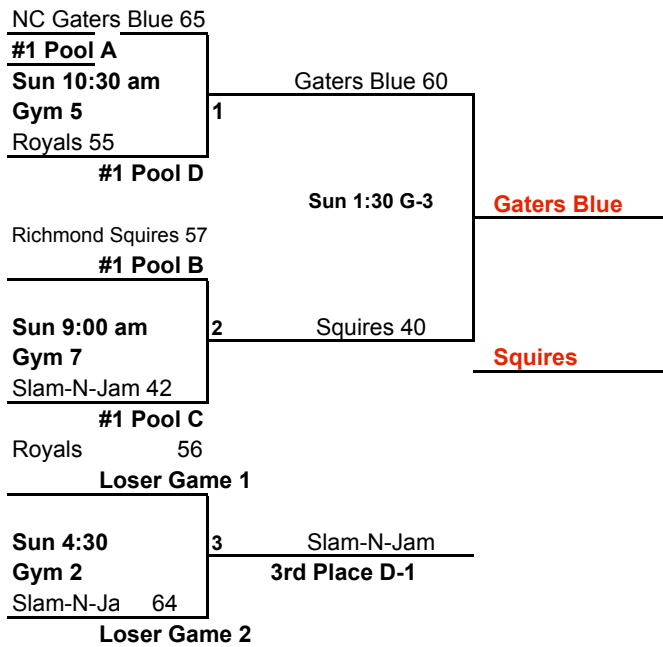 NC Gaters Blue 65
#1 Pool A
Sun 10:30 am
Gaters Blue 60
Gym 5
1
Royals 55
#1 Pool D
Sun 1:30 G-3
Gaters Blue
Richmond Squires 57
#1 Pool B
Sun 9:00 am
2
Squires 40
Gym 7
Squires
Slam-N-Jam 42
#1 Pool C
Royals 56
Loser Game 1
Sun 4:30
3
Slam-N-Jam
Gym 2
3rd Place D-1
Slam-N-Ja 64
Loser Game 2